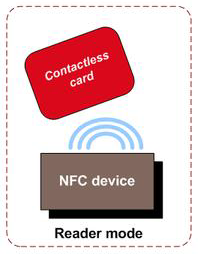 Contactless
card
NFC device
Reader mode